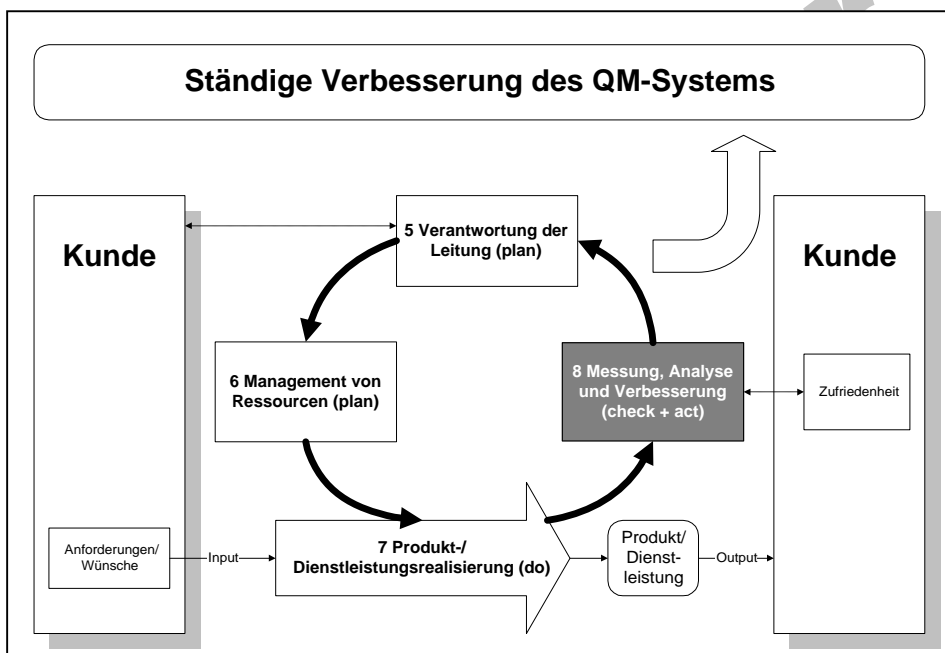 Ständige Verbesserung des QM-Systems
Kunde
5 Verantwortung der
Leitung (plan)
Kunde
6 Management von
Ressourcen (plan)
8 Messung, Analyse
und Verbesserung
(check + act)
Zufriedenheit
Anforderungen/
Wünsche
Input
7 Produkt-/
Dienstleistungsrealisierung (do)
Produkt/
Dienst-
leistung
Output